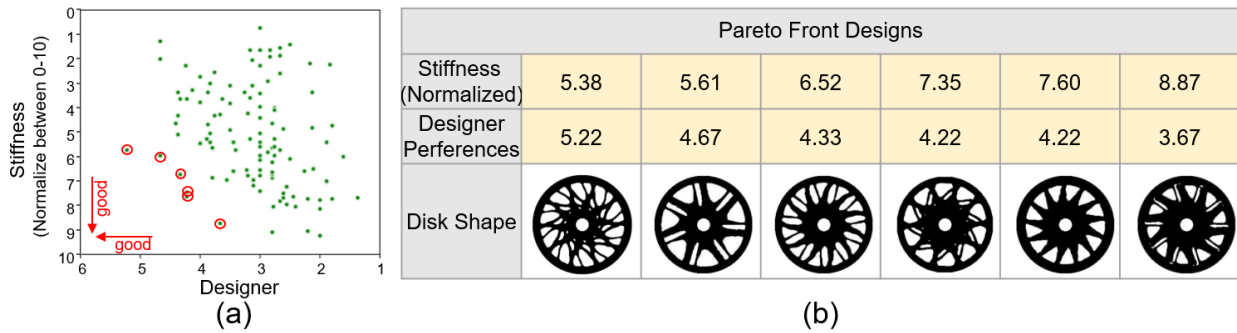 Stiffness
(Normalize between 0-10)
0
1
2
3
4
5
6
7
8
9
10
good
good
6
5
4
3
2
1
Designer
(a)
Pareto Front Designs
Stiffness
(Normalized)
5.38
5.61
6.52
7.35
7.60
8.87
Designer
Perferences
5.22
4.67
4.33
4.22
4.22
3.67
Disk Shape
(b)